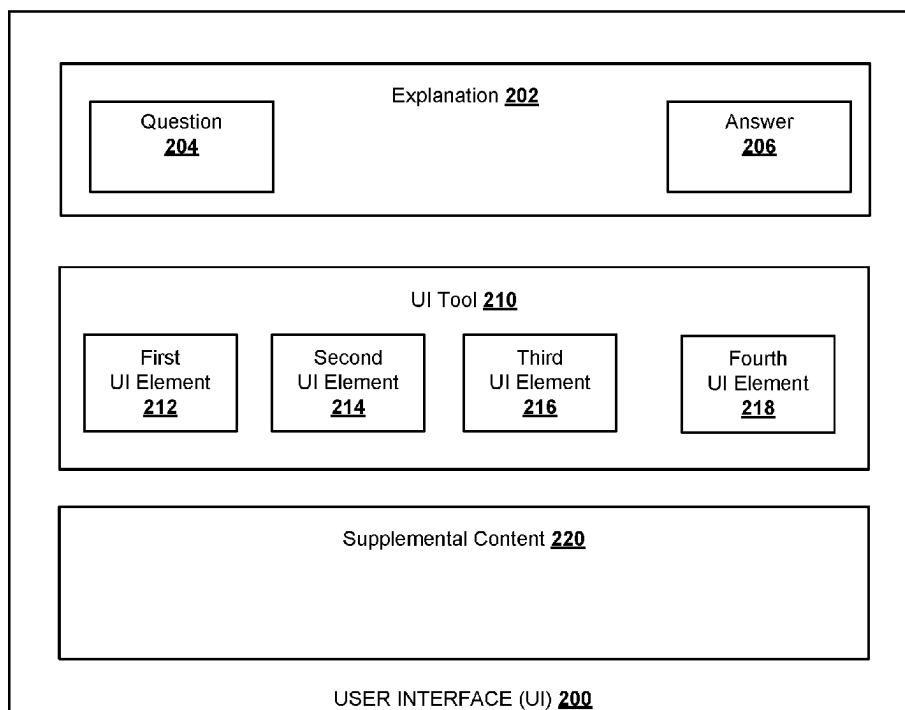 Explanation 202
Question
204
Answer
206
UI Tool 210
First
UI Element
212
Second
UI Element
214
Third
UI Element
216
Fourth
UI Element
218
Supplemental Content 220
USER INTERFACE (UI) 200